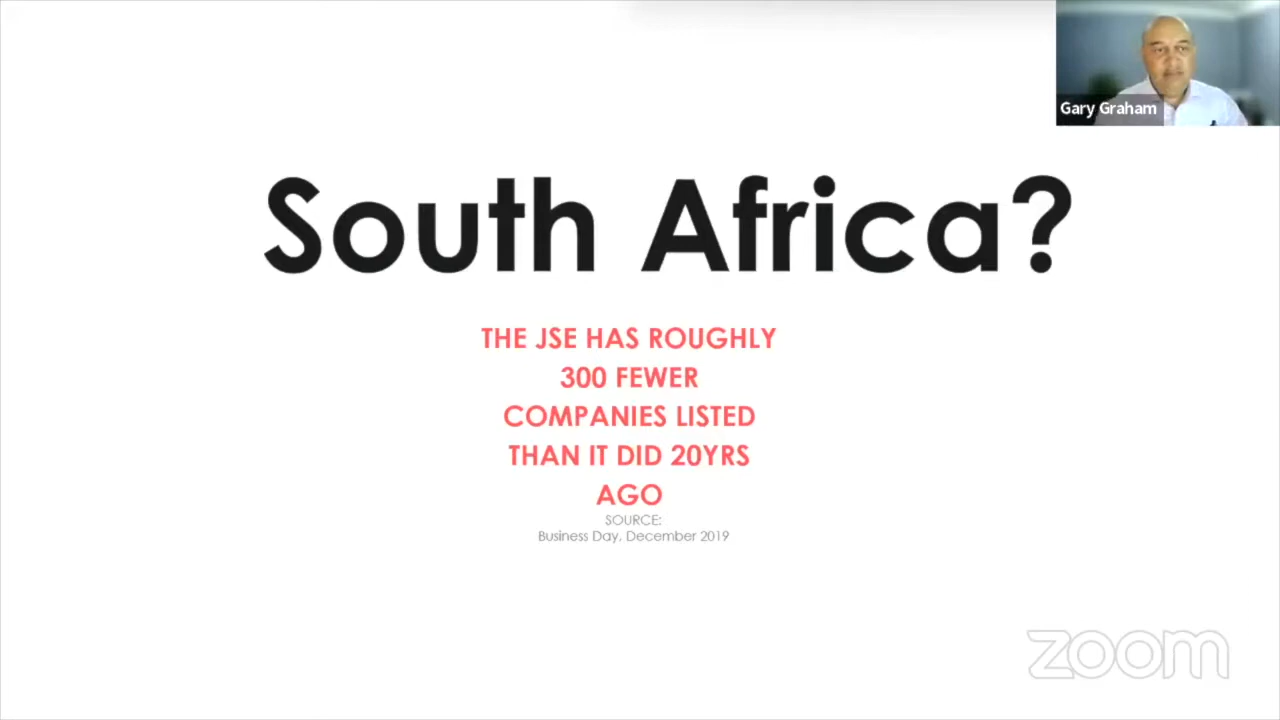 Gary Graham
South Africa?
THE JSE HAS ROUGHLY
300 FEWER
COMPANIES LISTED
THAN IT DID 20YRS
AGO
SOURCE:
Business Day, December 2019
zoom